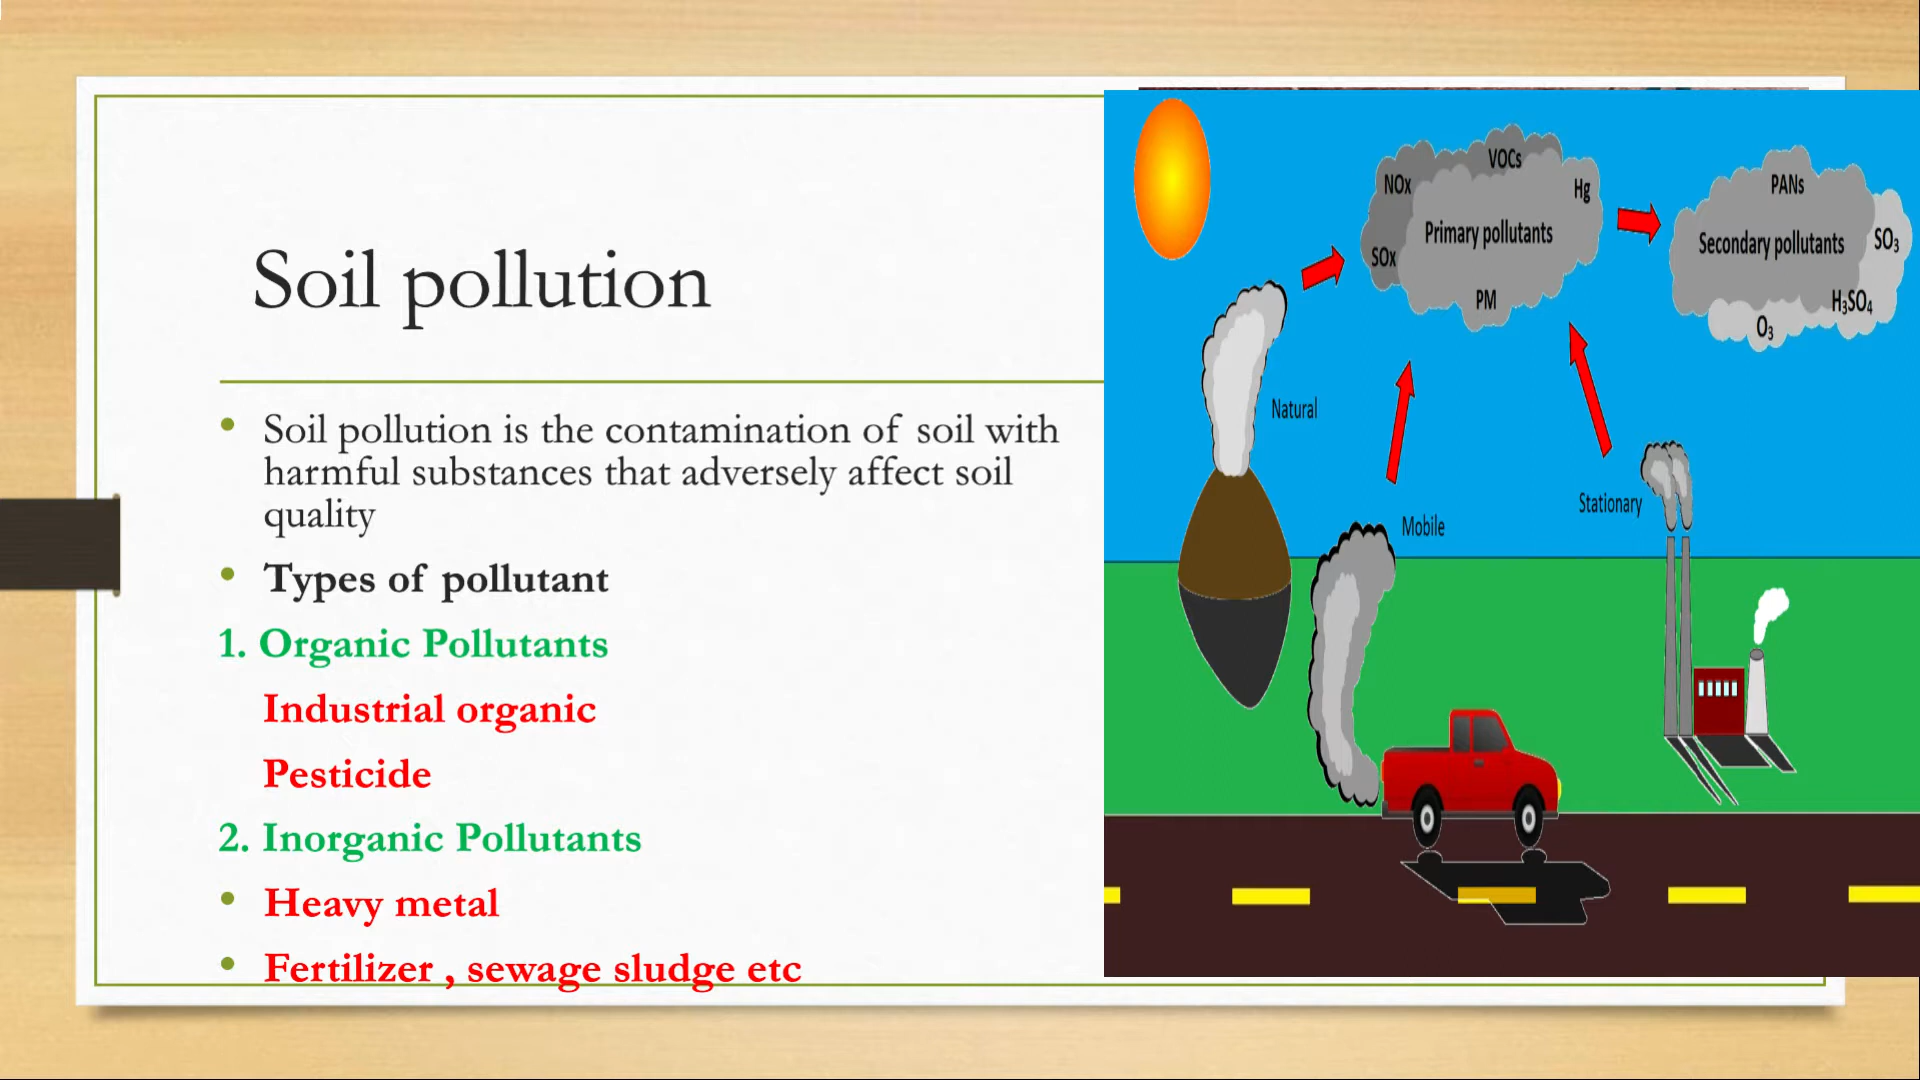 Soil pollution
Soil pollution is the contamination of soil with
harmful substances that adversely affect soil
quality
Types of pollutant
1. Organic Pollutants
Industrial organic
Pesticide
2. Inorganic Pollutants
Heavy metal
Fertilizer , sewage sludge etc
VOCs
NOx
Hg
Primary pollutants
SOx
PM
PANs
SO₃
Secondary pollutants
H₃SO₄
O₃
Natural
Mobile
Stationary